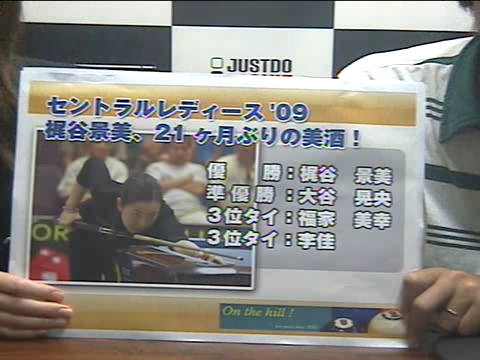 JUSTDO
セントラルレディース '09
梶谷景美、21ヶ月ぶりの美酒！
優　　勝：梶谷　景美
準優勝：大谷　晃央
３位タイ：福家　美幸
３位タイ：李佳
On the hill !